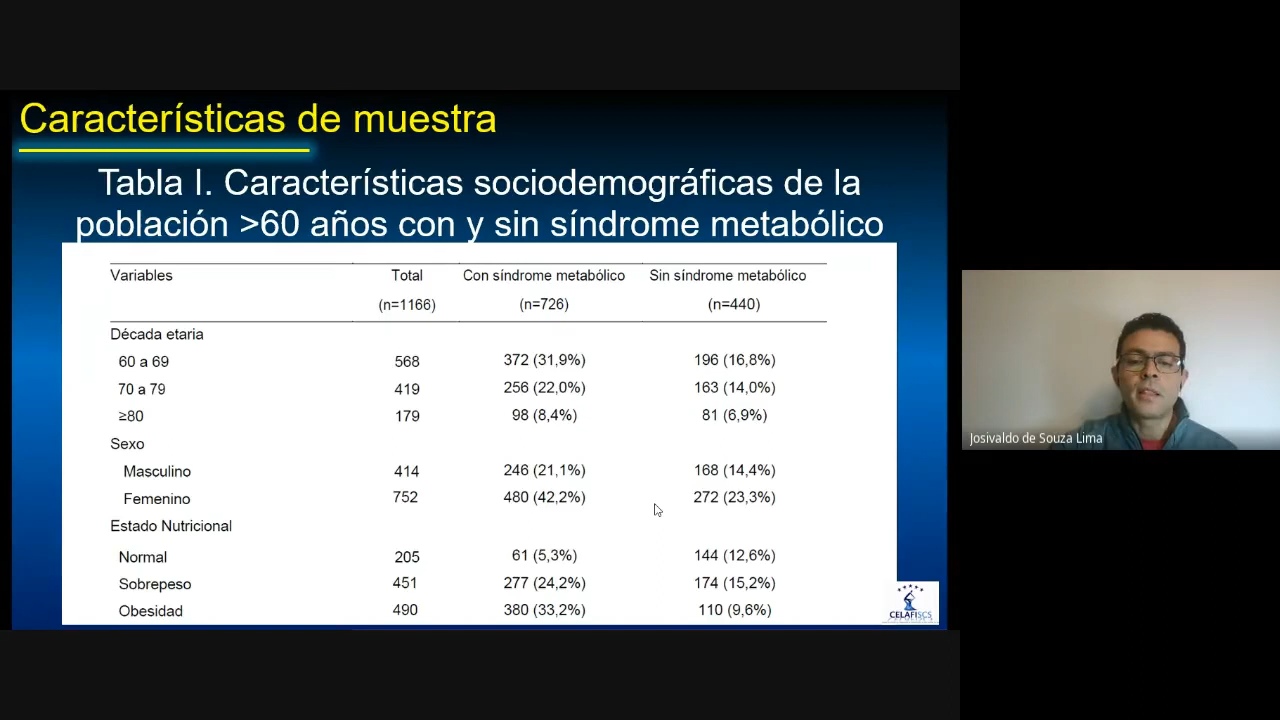 Características de muestra
Tabla I. Características sociodemográficas de la
población >60 años con y sin síndrome metabólico
Variables Total Con síndrome metabólico Sin síndrome metabólico
(n=1166) (n=726) (n=440)
Década etaria
60 a 69 568 372 (31,9%) 196 (16,8%)
70 a 79 419 256 (22,0%) 163 (14,0%)
≥80 179 98 (8,4%) 81 (6,9%)
Sexo
Masculino 414 246 (21,1%) 168 (14,4%)
Femenino 752 480 (42,2%) 272 (23,3%)
Estado Nutricional
Normal 205 61 (5,3%) 144 (12,6%)
Sobrepeso 451 277 (24,2%) 174 (15,2%)
Obesidad 490 380 (33,2%) 110 (9,6%)
CELAFISCS
Josivaldo de Souza Lima